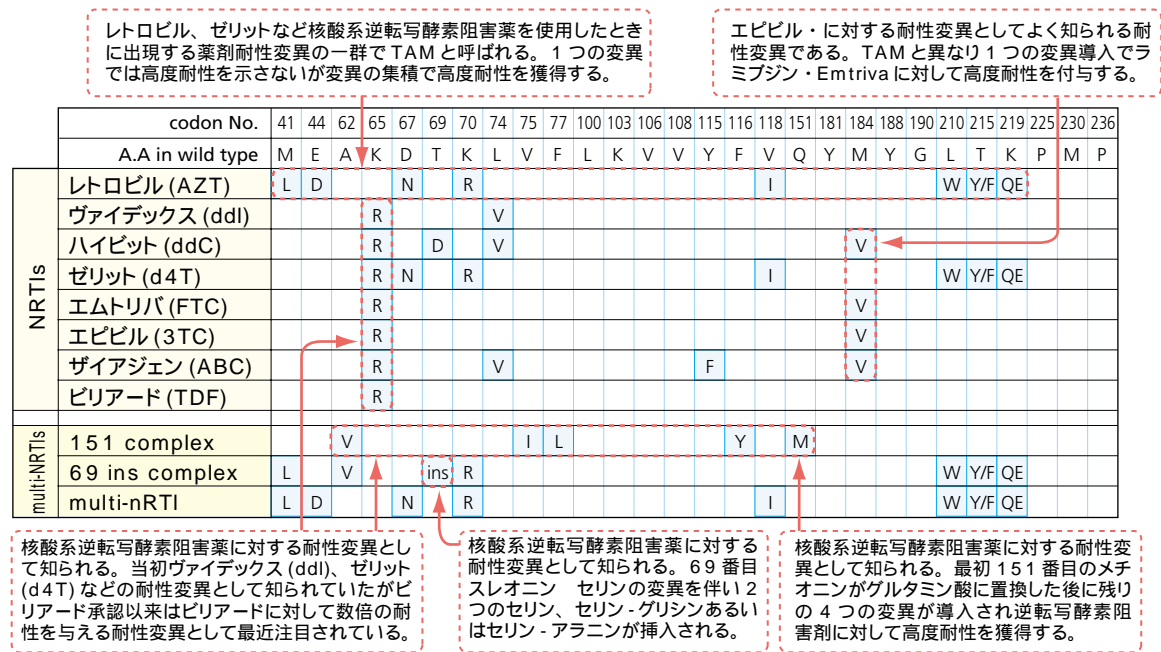 レトロビル、ゼリットなど核酸系逆転写酵素阻害薬を使用したとき
に出現する薬剤耐性変異の一群で TAM と呼ばれる。1 つの変異
では高度耐性を示さないが変異の集積で高度耐性を獲得する。
エピビル・に対する耐性変異としてよく知られる耐
性変異である。TAM と異なり 1 つの変異導入でラ
ミブジン・Emtriva に対して高度耐性を付与する。
codon No. 41 44 62 65 67 69 70 74 75 77 100 103 106 108 115 116 118 151 181 184 188 190 210 215 219 225 230 236
A.A in wild type M E A K D T K L V F L K V V Y F V Q Y M Y G L T K P M P
NRTIs
レトロビル (AZT) L D N R I W Y/F QE
ヴァイデックス (ddI) R V
ハイビット (ddC) R D V V
ゼリット (d4T) R N R I W Y/F QE
エムトリバ (FTC) R V
エピビル (3TC) R V
ザイアジェン (ABC) R V F V
ビリアード (TDF) R
multi-NRTIs
151 complex V I L Y M
69 ins complex L V ins R W Y/F QE
multi-nRTI L D N R I W Y/F QE
核酸系逆転写酵素阻害薬に対する耐性変異とし
て知られる。当初ヴァイデックス (ddI)、ゼリット
(d4T) などの耐性変異として知られていたがビ
リアード承認以来はビリアードに対して数倍の耐
性を与える耐性変異として最近注目されている。
核酸系逆転写酵素阻害薬に対する
耐性変異として知られる。69 番目
スレオニン セリンの変異を伴い 2
つのセリン、セリン - グリシンあるい
はセリン - アラニンが挿入される。
核酸系逆転写酵素阻害薬に対する耐性変
異として知られる。最初 151 番目のメチ
オニンがグルタミン酸に置換した後に残り
の 4 つの変異が導入され逆転写酵素阻
害剤に対して高度耐性を獲得する。